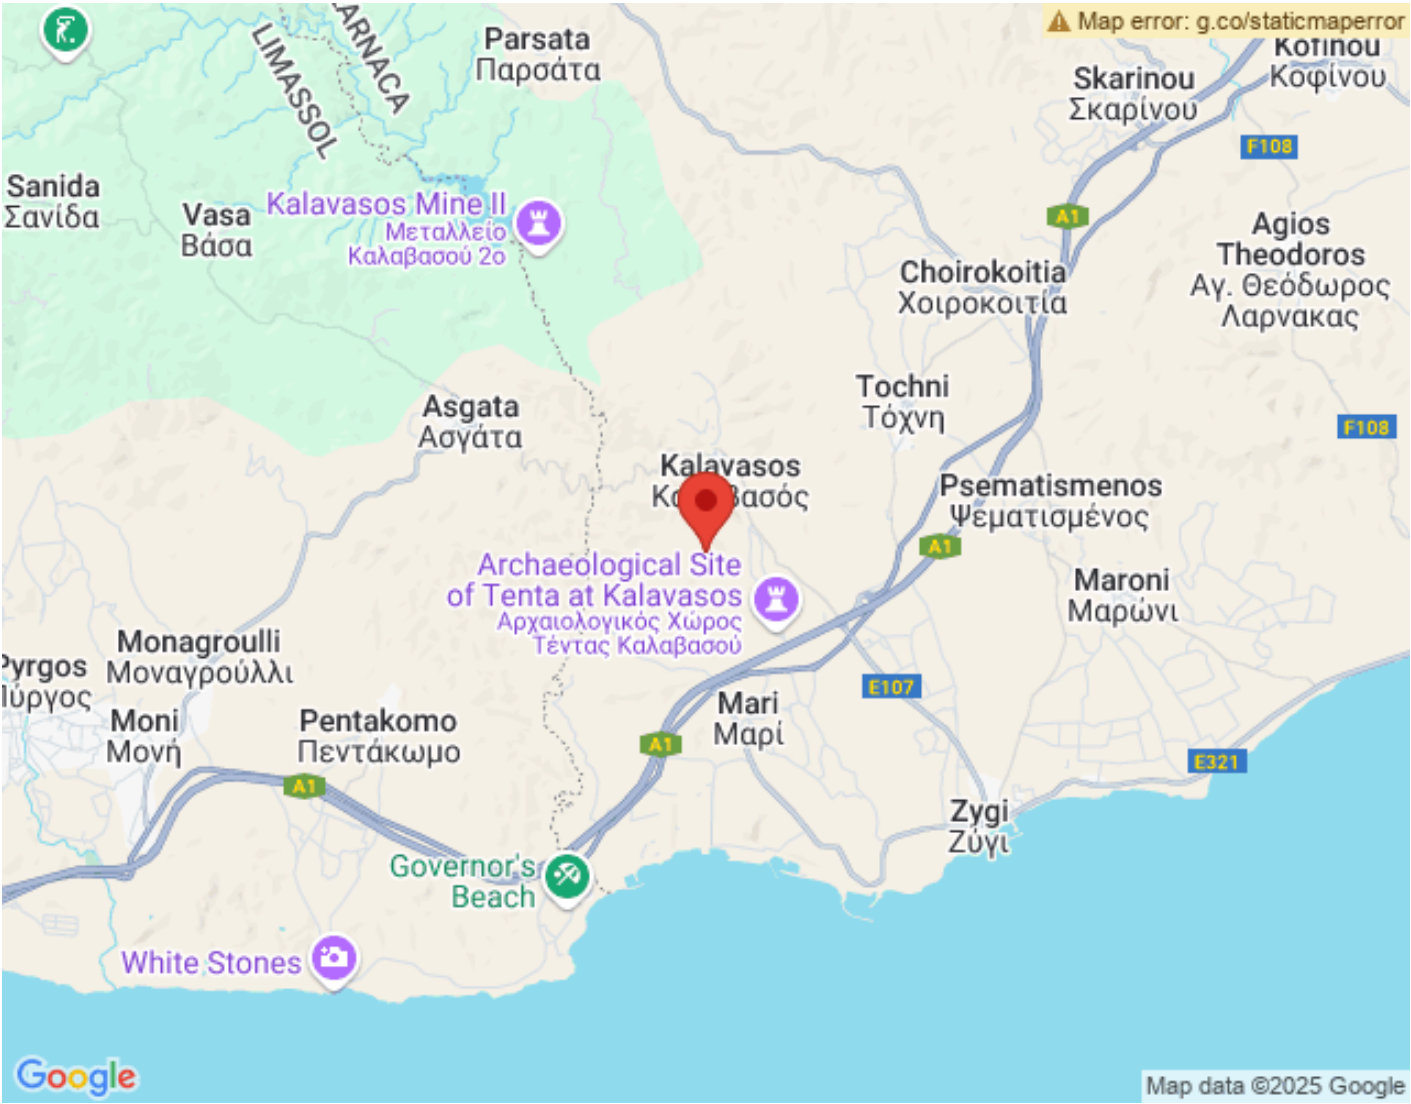 Map error: g.co/staticmaperror
LARNACA
LIMASSOL
Parsata
Παρσάτα
Kofinou
Κοφίνου
Skarinou
Σκαρίνου
F108
Sanida
Σανίδα
Vasa
Βάσα
Kalavasos Mine II
Μεταλλείο
Καλαβασού 2ο
A1
Agios
Theodoros
Αγ. Θεόδωρος
Λαρνακας
Choirokoitia
Χοιροκοιτία
Tochni
Τόχνη
Asgata
Ασγάτα
F108
Kalavasos
Psematismenos
Ψεματισμένος
A1
Archaeological Site
of Tenta at Kalavasos
Αρχαιολογικός Χώρος
Τέντας Καλαβασού
Maroni
Μαρώνι
Monagroulli
Μοναγρούλλι
Pyrgos
Πύργος
Moni
Μονή
Pentakomo
Πεντάκωμο
E107
Mari
Μαρί
A1
E321
A1
Zygi
Ζύγι
Governor's
Beach
White Stones
Google
Map data ©2025 Google